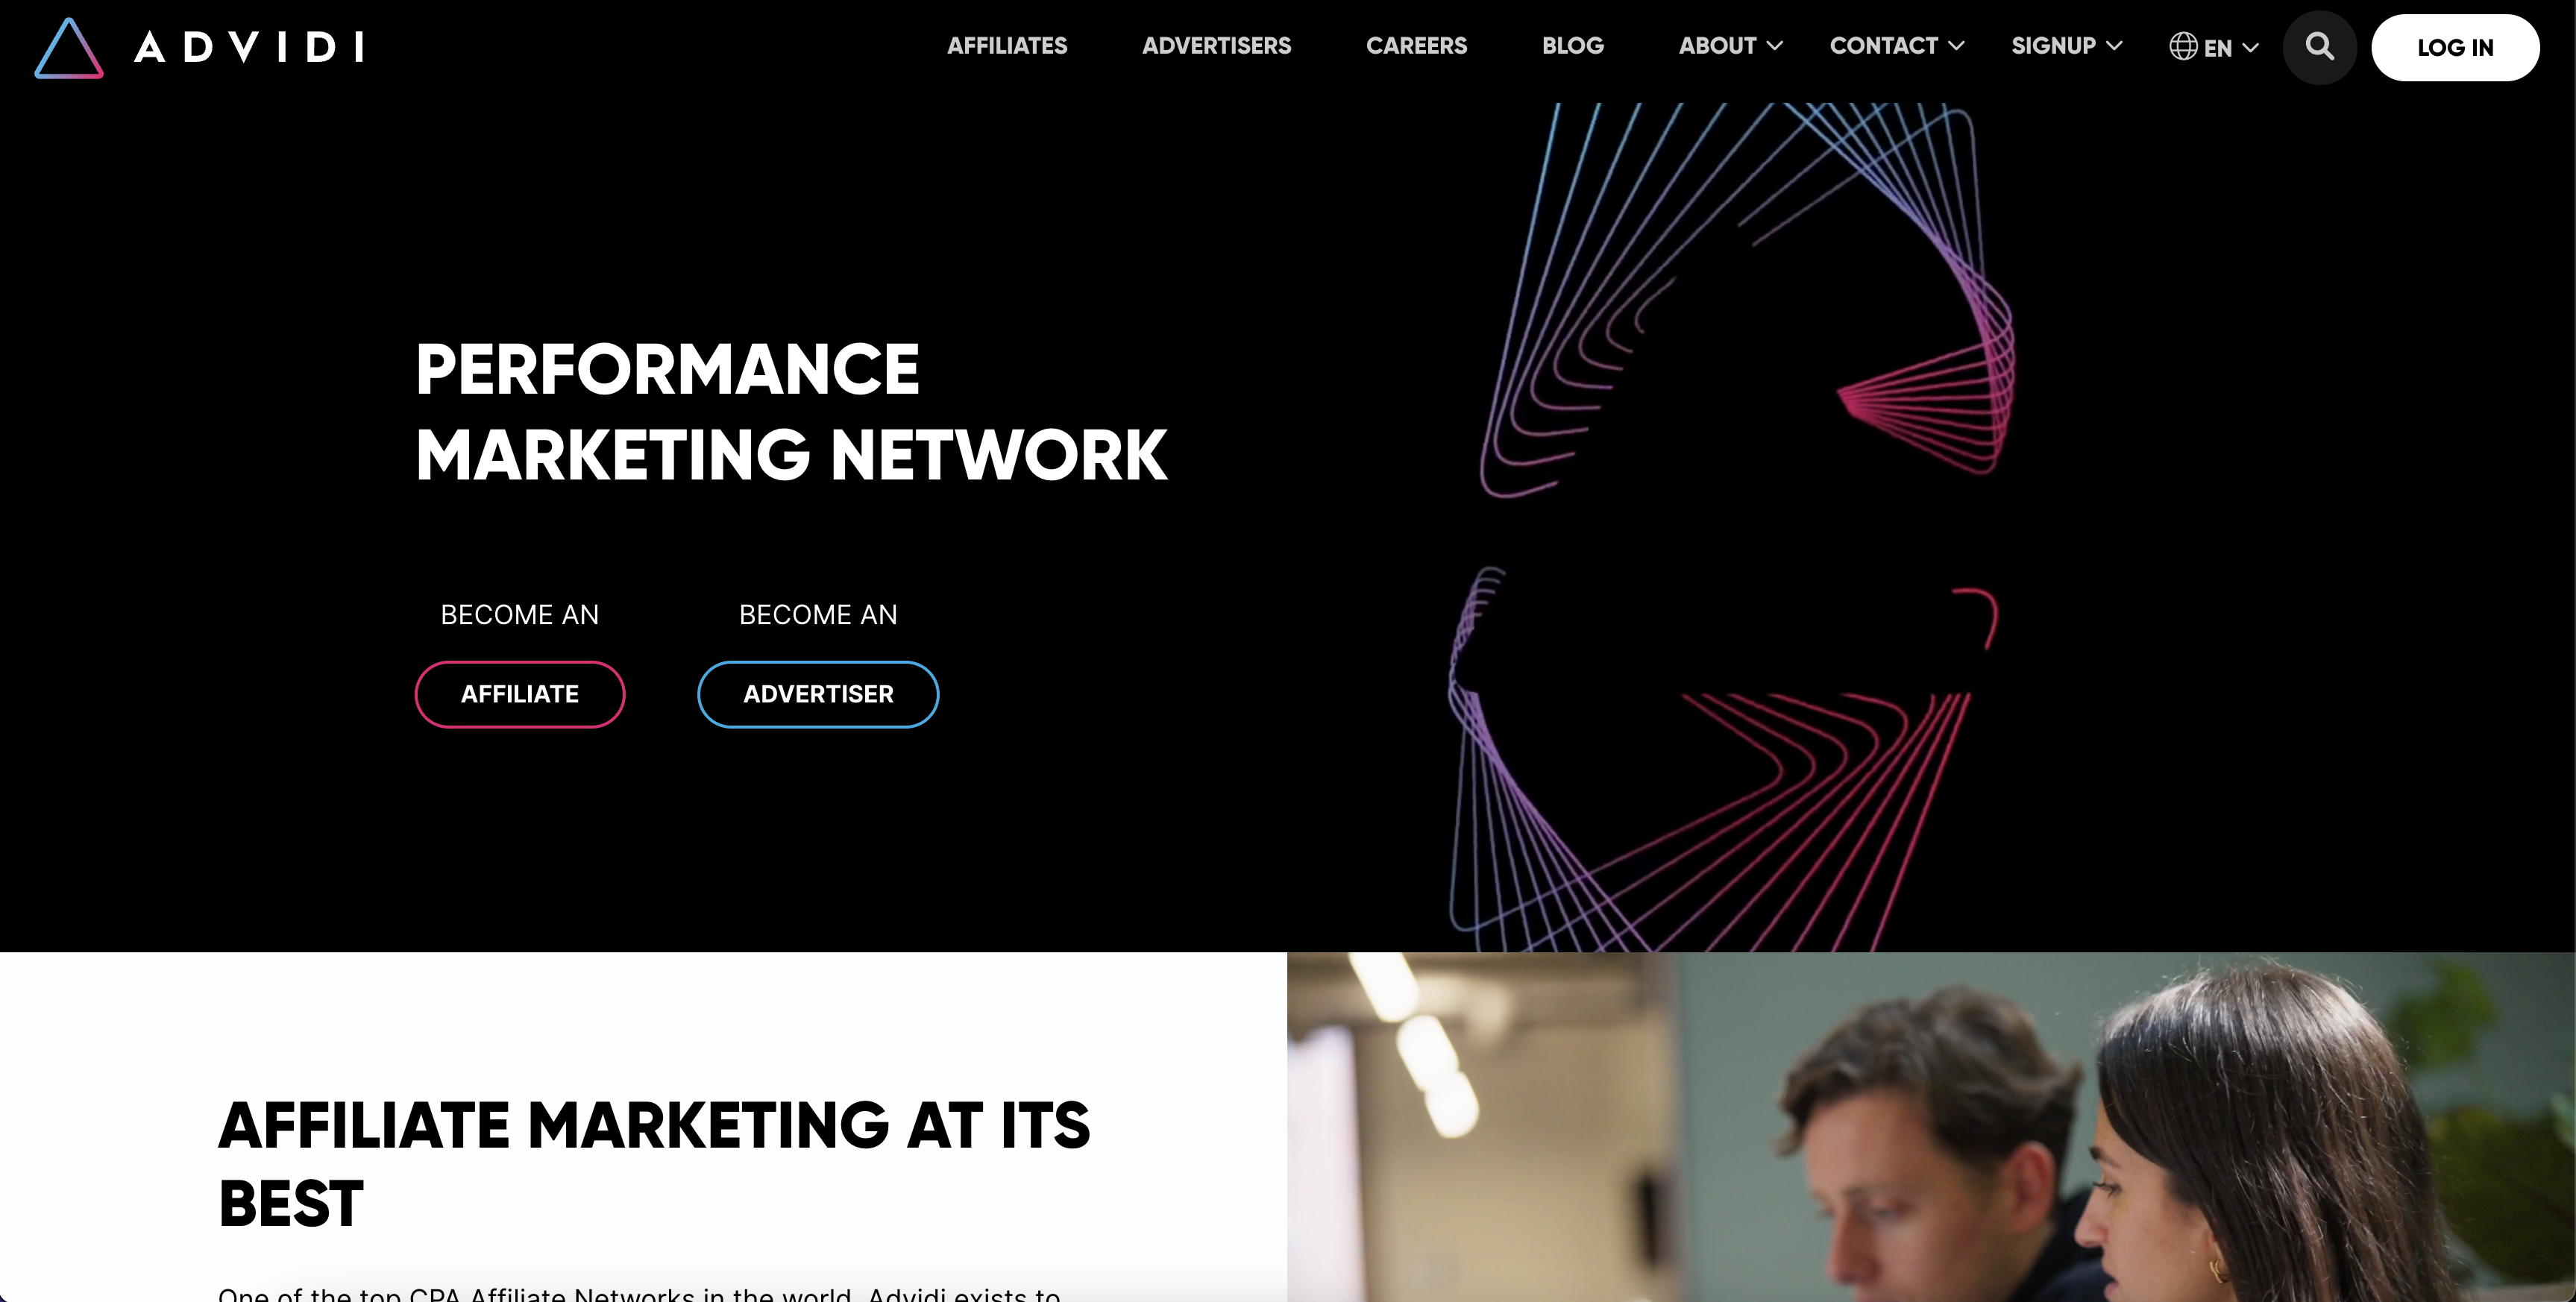 ADVIDI
AFFILIATES ADVERTISERS CAREERS BLOG ABOUT CONTACT SIGNUP EN LOG IN
PERFORMANCE
MARKETING NETWORK
BECOME AN BECOME AN
AFFILIATE ADVERTISER
AFFILIATE MARKETING AT ITS
BEST
One of the top CPA Affiliate Networks in the world, Advidi exists to